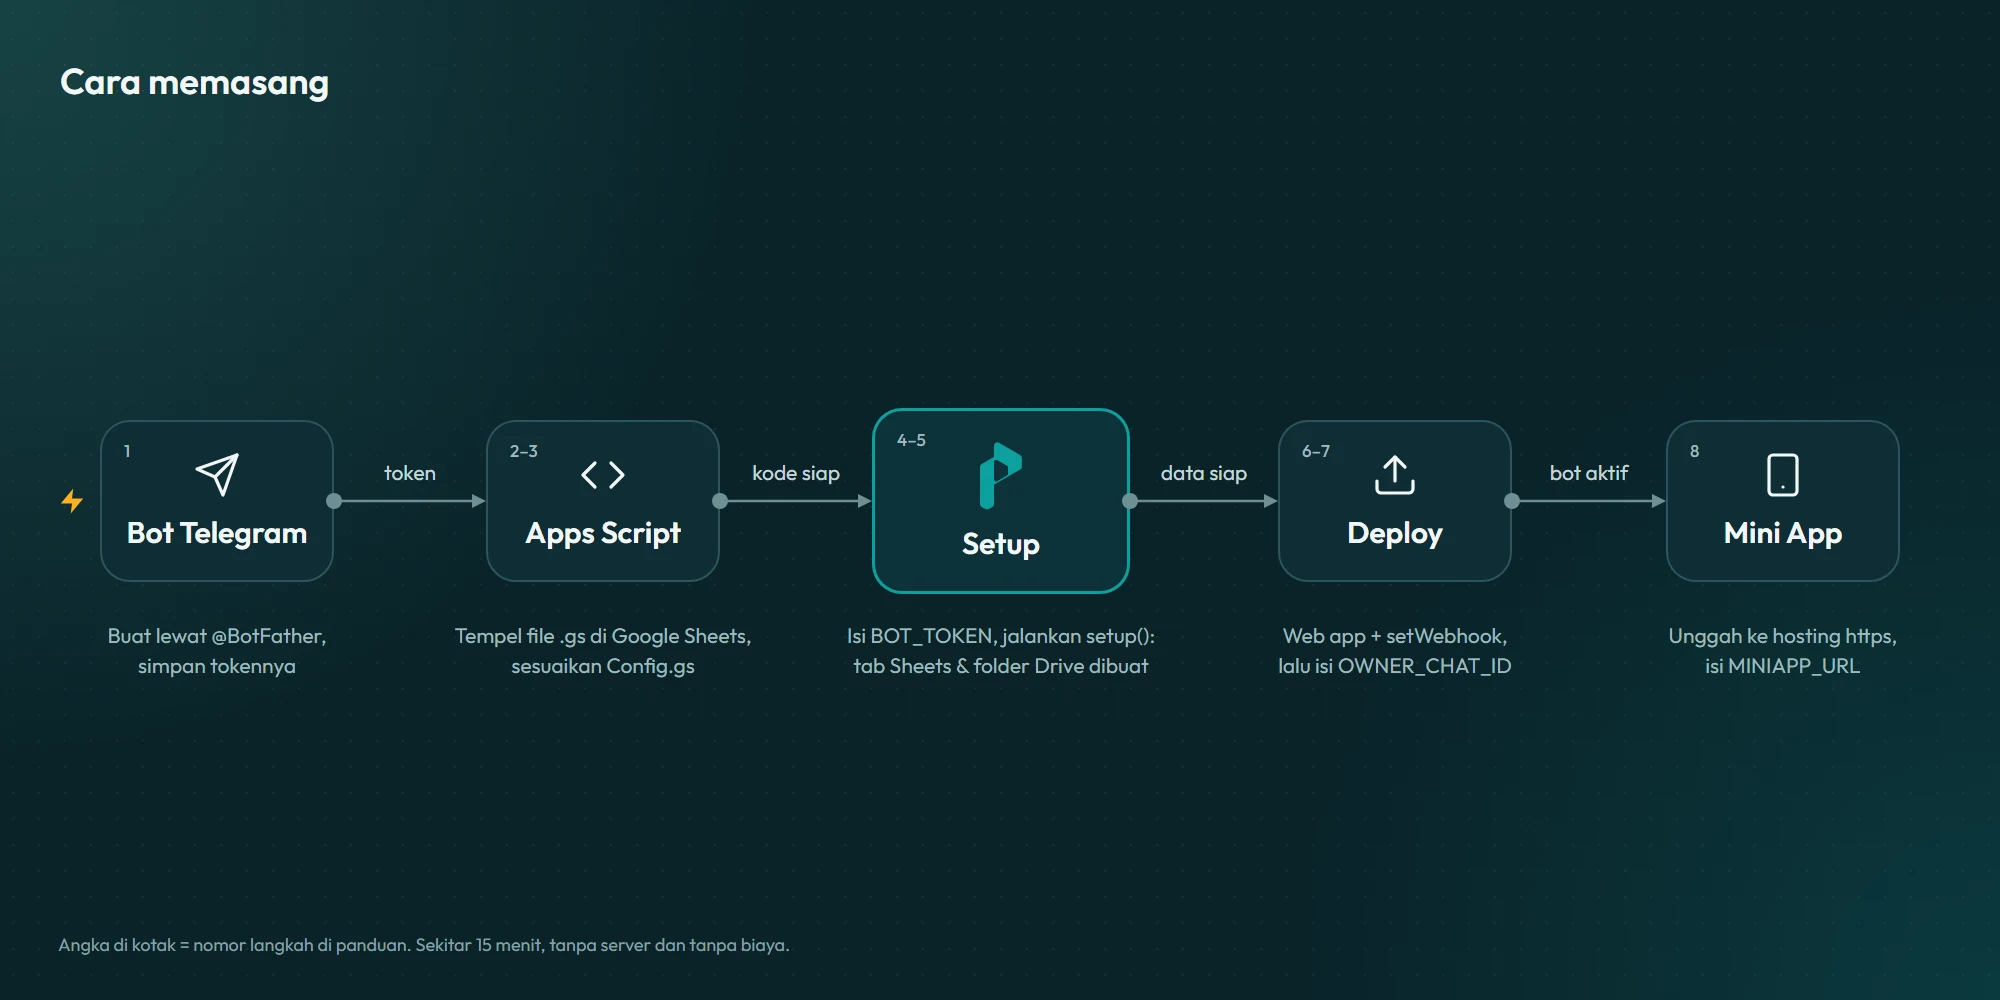 Cara memasang
1
Bot Telegram
token
2–3
Apps Script
kode siap
4–5
Setup
data siap
6–7
Deploy
bot aktif
8
Mini App
Buat lewat @BotFather,
simpan tokennya
Tempel file .gs di Google Sheets,
sesuaikan Config.gs
Isi BOT_TOKEN, jalankan setup():
tab Sheets & folder Drive dibuat
Web app + setWebhook,
lalu isi OWNER_CHAT_ID
Unggah ke hosting https,
isi MINIAPP_URL
Angka di kotak = nomor langkah di panduan. Sekitar 15 menit, tanpa server dan tanpa biaya.